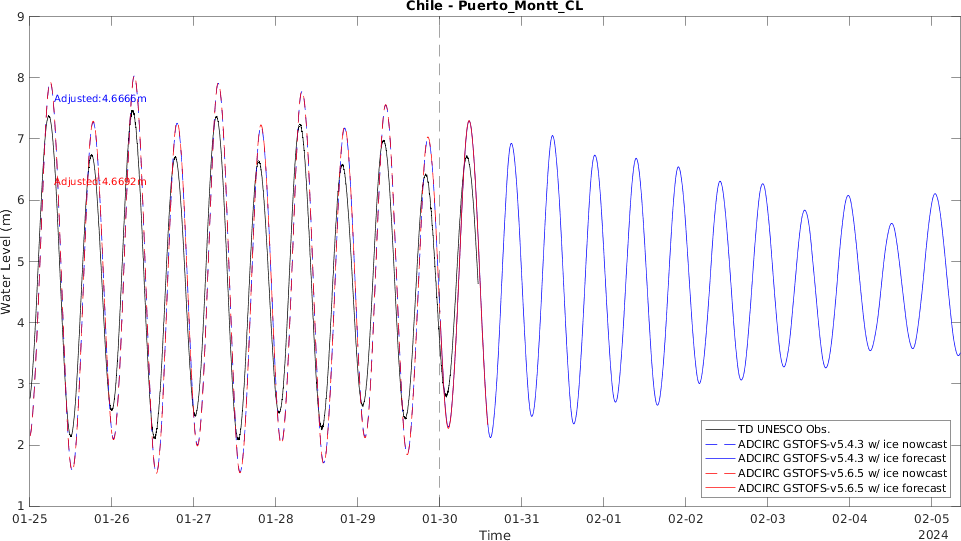 Chile - Puerto_Montt_CL
9
8
7
6
5
4
3
2
1
Water Level (m)
Adjusted:4.6666m
Adjusted:4.6692m
TD UNESCO Obs.
ADCIRC GSTOFS-v5.4.3 w/ ice nowcast
ADCIRC GSTOFS-v5.4.3 w/ ice forecast
ADCIRC GSTOFS-v5.6.5 w/ ice nowcast
ADCIRC GSTOFS-v5.6.5 w/ ice forecast
01-25 01-26 01-27 01-28 01-29 01-30 01-31 02-01 02-02 02-03 02-04 02-05
Time
2024